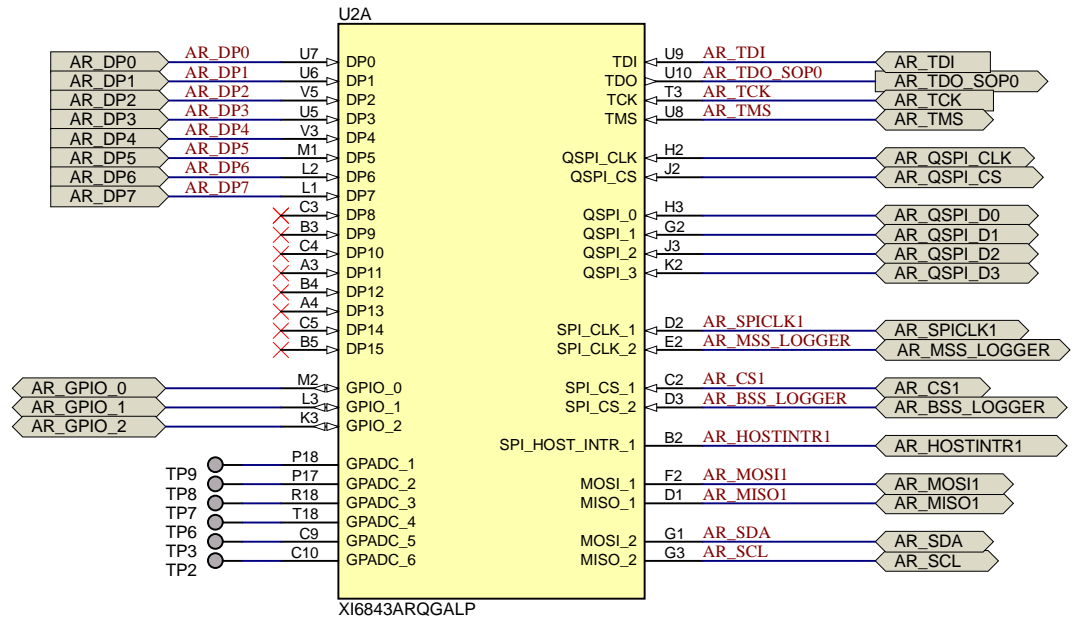 U2A
AR_DP0 AR_DP0 U7 DP0 TDI U9 AR_TDI AR_TDI
AR_DP1 AR_DP1 U6 DP1 TDO U10 AR_TDO_SOP0 AR_TDO_SOP0
AR_DP2 AR_DP2 V5 DP2 TCK T3 AR_TCK AR_TCK
AR_DP3 AR_DP3 U5 DP3 TMS U8 AR_TMS AR_TMS
AR_DP4 AR_DP4 V3 DP4
AR_DP5 AR_DP5 M1 DP5 QSPI_CLK H2 AR_QSPI_CLK
AR_DP6 AR_DP6 L2 DP6 QSPI_CS J2 AR_QSPI_CS
AR_DP7 AR_DP7 L1 DP7
C3 DP8 QSPI_0 H3 AR_QSPI_D0
B3 DP9 QSPI_1 G2 AR_QSPI_D1
C4 DP10 QSPI_2 J3 AR_QSPI_D2
A3 DP11 QSPI_3 K2 AR_QSPI_D3
B4 DP12
A4 DP13
C5 DP14 SPI_CLK_1 D2 AR_SPICLK1 AR_SPICLK1
B5 DP15 SPI_CLK_2 E2 AR_MSS_LOGGER AR_MSS_LOGGER
AR_GPIO_0 M2 GPIO_0 SPI_CS_1 C2 AR_CS1 AR_CS1
AR_GPIO_1 L3 GPIO_1 SPI_CS_2 D3 AR_BSS_LOGGER AR_BSS_LOGGER
AR_GPIO_2 K3 GPIO_2
SPI_HOST_INTR_1 B2 AR_HOSTINTR1 AR_HOSTINTR1
P18 GPADC_1
TP9 P17 GPADC_2 MOSI_1 F2 AR_MOSI1 AR_MOSI1
TP8 R18 GPADC_3 MISO_1 D1 AR_MISO1 AR_MISO1
TP7 T18 GPADC_4
TP6 C9 GPADC_5 MOSI_2 G1 AR_SDA AR_SDA
TP3 C10 GPADC_6 MISO_2 G3 AR_SCL AR_SCL
TP2
XI6843ARQGALP